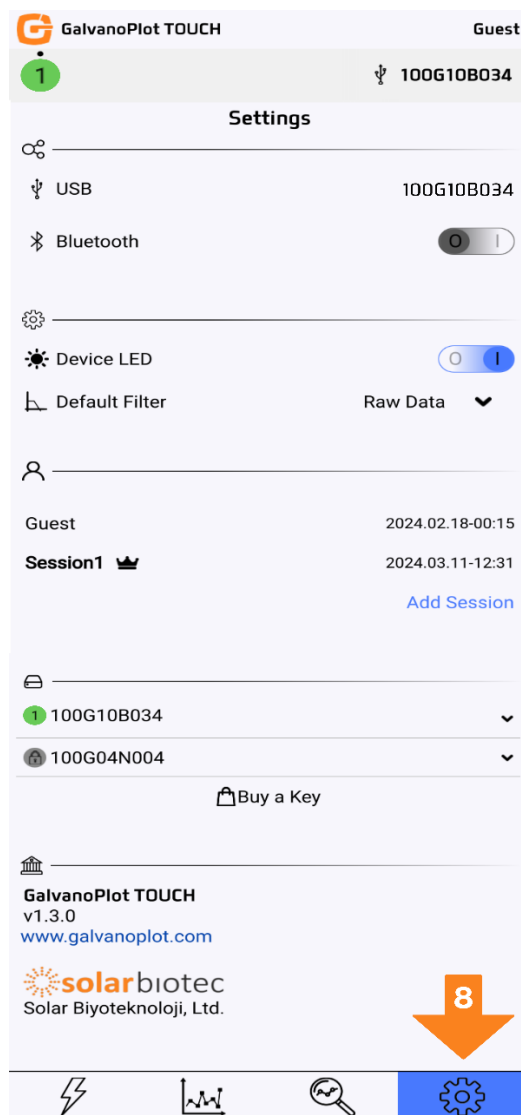 GalvanoPlot TOUCH Guest
1 100G10B034
Settings
USB 100G10B034
Bluetooth O I
Device LED O I
Default Filter Raw Data
Guest 2024.02.18-00:15
Session1 2024.03.11-12:31
Add Session
1 100G10B034
100G04N004
Buy a Key
GalvanoPlot TOUCH
v1.3.0
www.galvanoplot.com
solarbıotec
Solar Biyoteknoloji, Ltd.
8